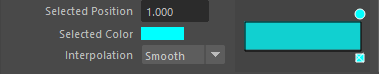 Selected Position 1.000
Selected Color
Interpolation Smooth